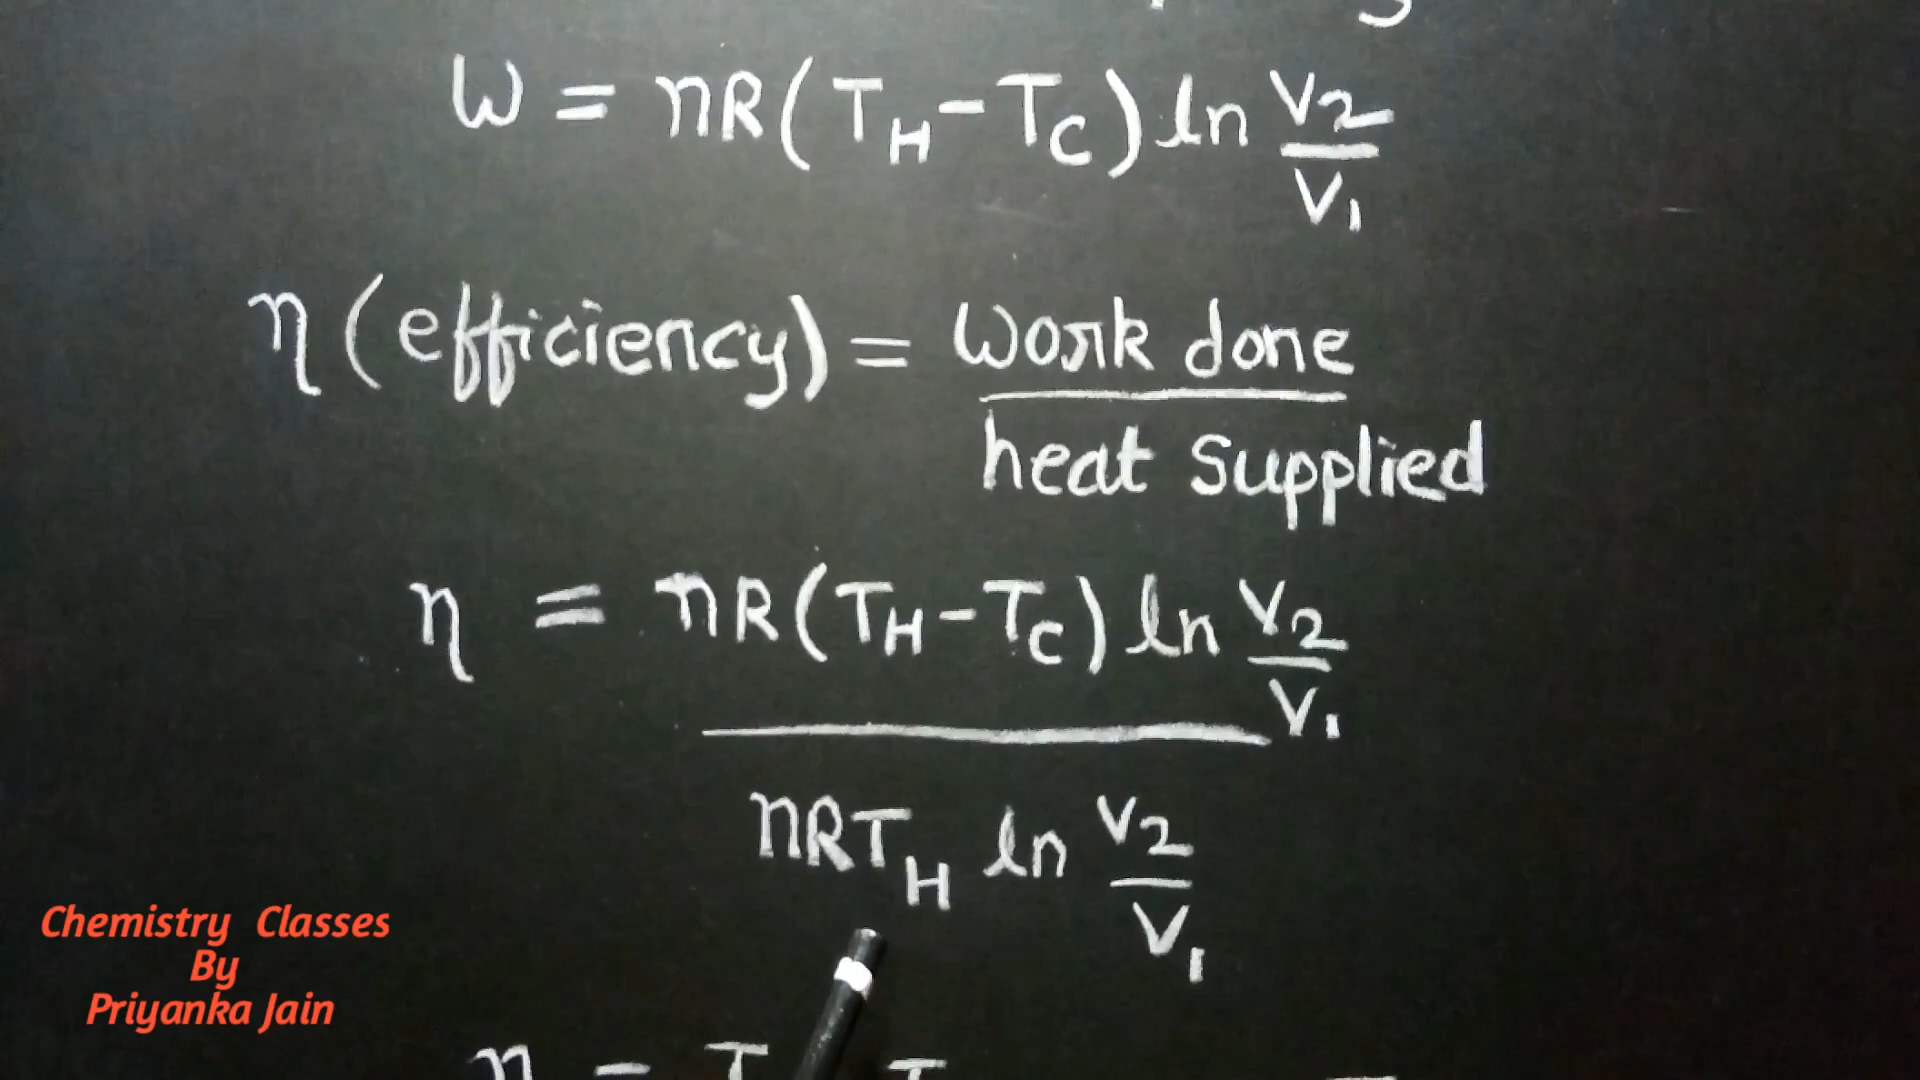 W = nR(T_H - T_C) ln V2/V1
η (efficiency) = work done / heat supplied
η = nR(T_H - T_C) ln V2/V1
nRT_H ln V2/V1
Chemistry Classes
By
Priyanka Jain